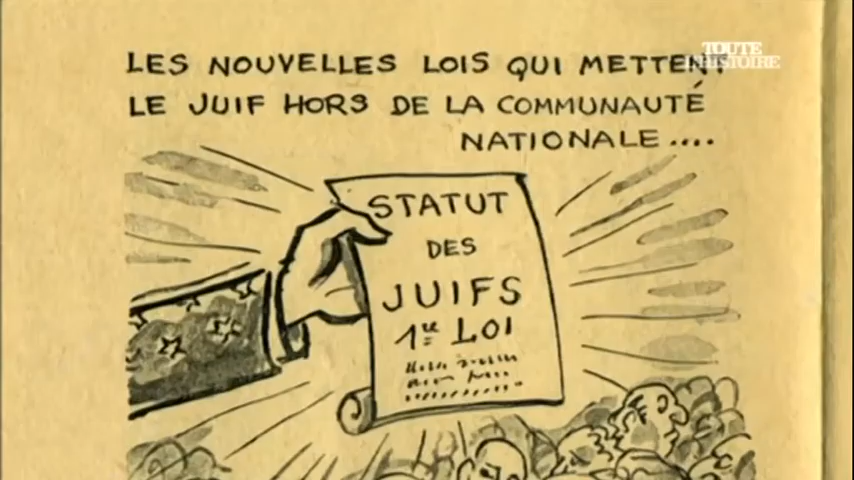 TOUTE
L'HISTOIRE
LES NOUVELLES LOIS QUI METTENT
LE JUIF HORS DE LA COMMUNAUTÉ
NATIONALE....
STATUT
DES
JUIFS
1re LOI